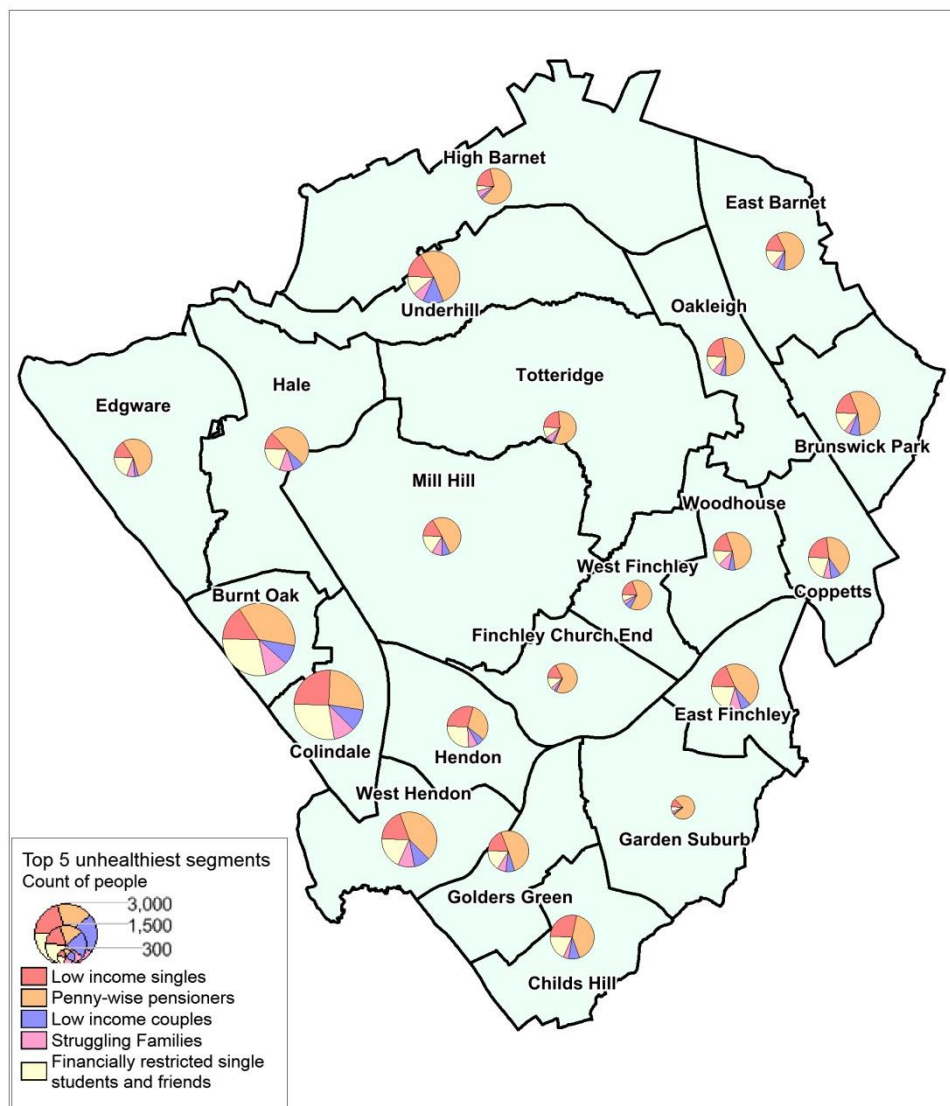 High Barnet
East Barnet
Underhill
Oakleigh
Totteridge
Hale
Edgware
Brunswick Park
Mill Hill
Woodhouse
West Finchley
Coppetts
Burnt Oak
Finchley Church End
East Finchley
Colindale
Hendon
West Hendon
Garden Suburb
Golders Green
Childs Hill
Top 5 unhealthiest segments
Count of people
3,000
1,500
300
Low income singles
Penny-wise pensioners
Low income couples
Struggling Families
Financially restricted single
students and friends